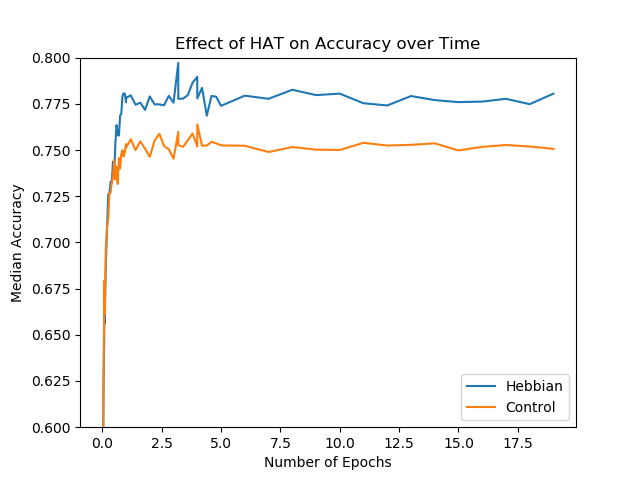 Effect of HAT on Accuracy over Time
0.800
0.775
0.750
0.725
0.700
0.675
0.650
0.625
0.600
Median Accuracy
Hebbian
Control
0.0 2.5 5.0 7.5 10.0 12.5 15.0 17.5
Number of Epochs